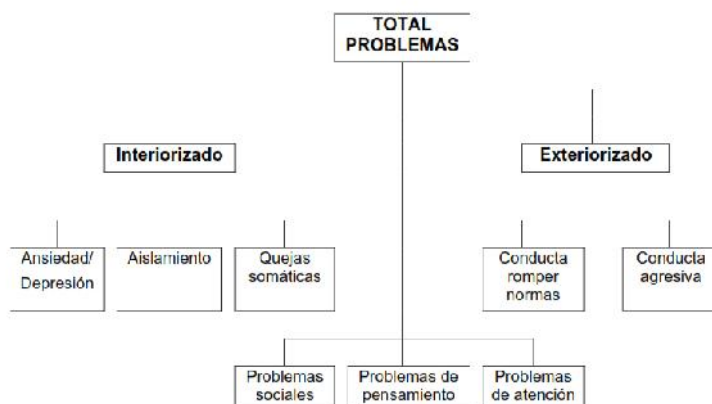 TOTAL
PROBLEMAS
Interiorizado
Exteriorizado
Ansiedad/
Depresión
Aislamiento
Quejas
somáticas
Conducta
romper
normas
Conducta
agresiva
Problemas
sociales
Problemas de
pensamiento
Problemas
de atención